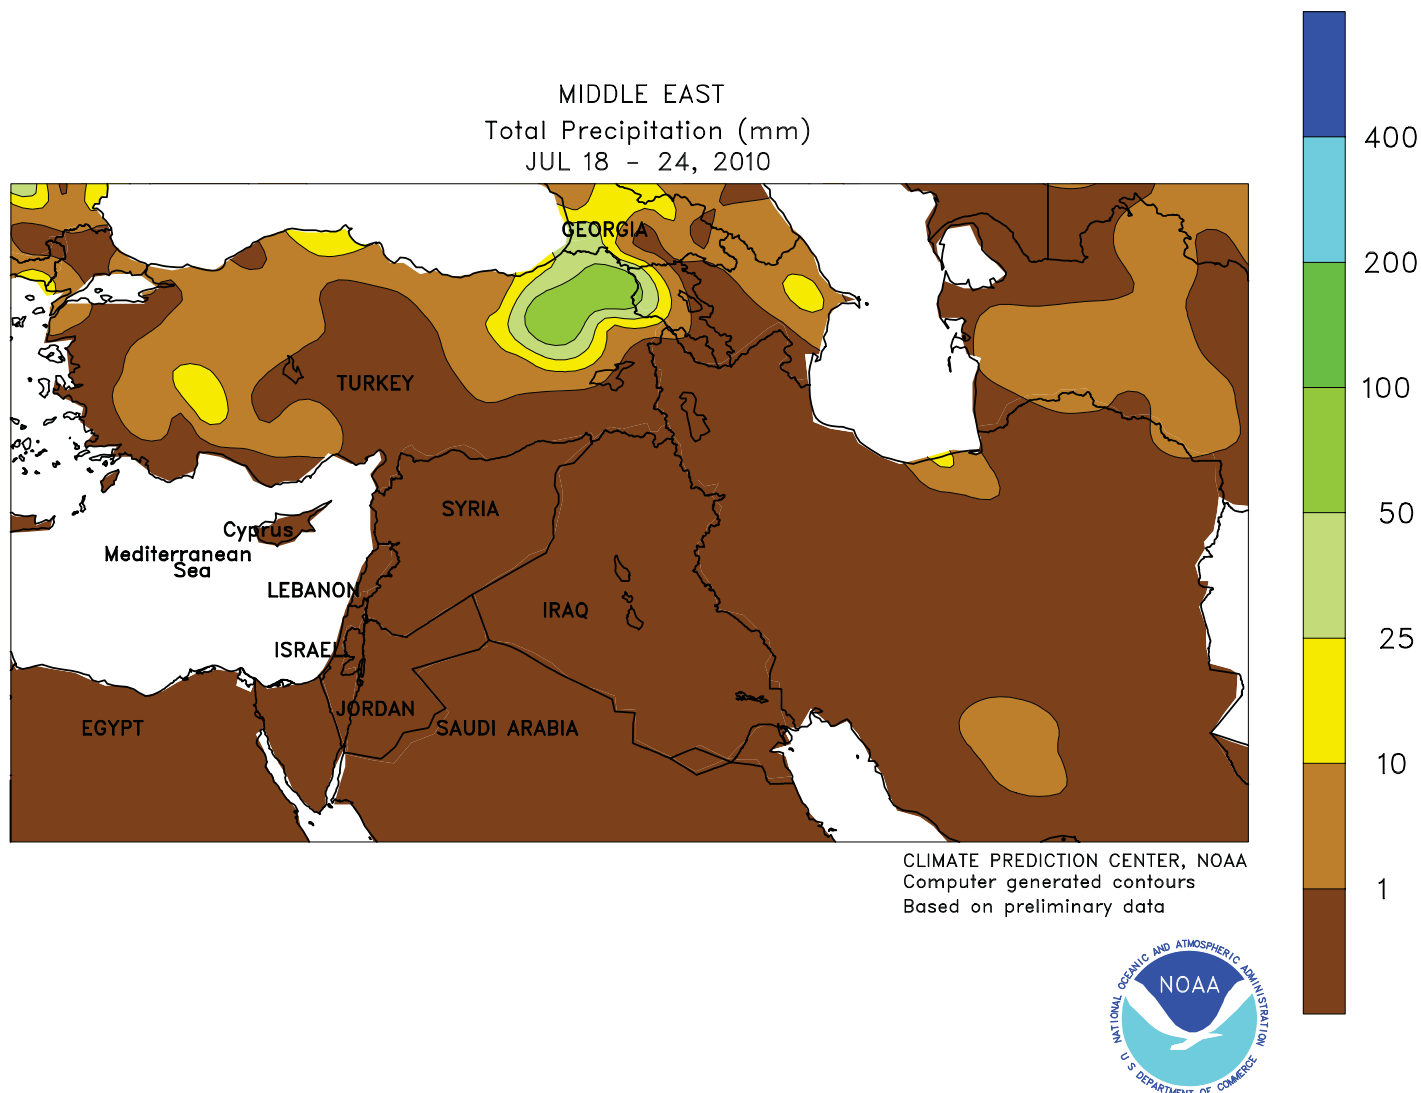 MIDDLE EAST
Total Precipitation (mm)
JUL 18 - 24, 2010
400
200
100
50
25
10
1
GEORGIA
TURKEY
SYRIA
Cyprus
Mediterranean
Sea
LEBANON
IRAQ
ISRAEL
JORDAN
EGYPT
SAUDI ARABIA
CLIMATE PREDICTION CENTER, NOAA
Computer generated contours
Based on preliminary data
NATIONAL OCEANIC AND ATMOSPHERIC ADMINISTRATION
NOAA
U S DEPARTMENT OF COMMERCE